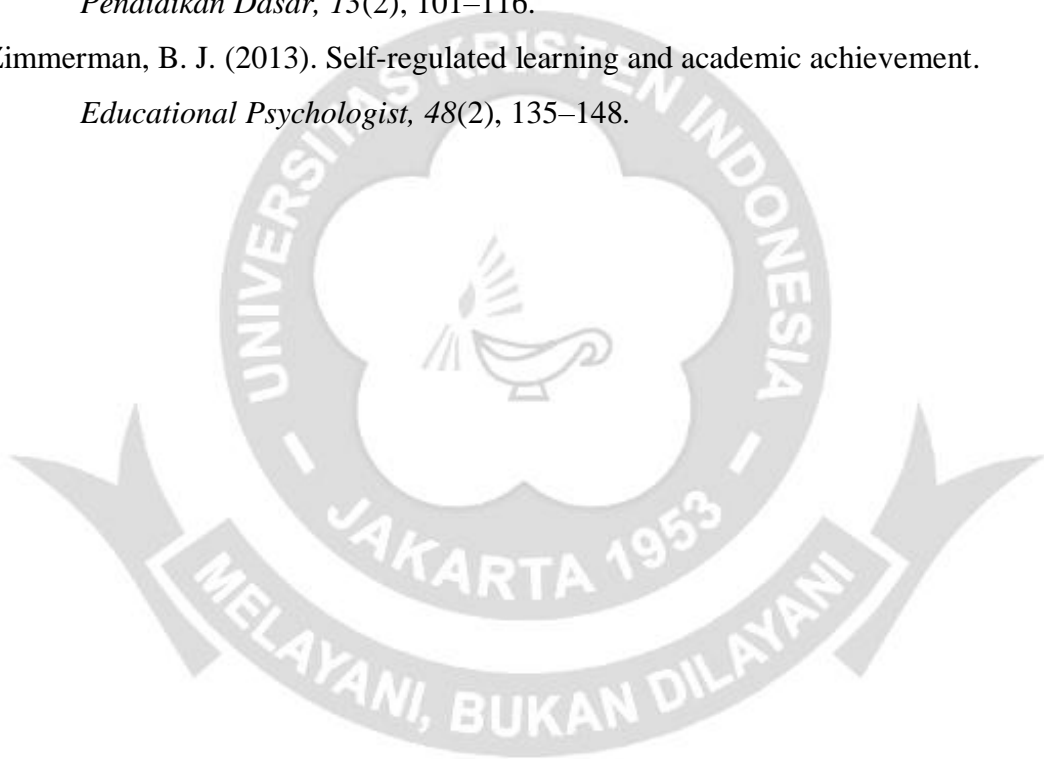 Pendidikan Dasar, 13(2), 101–116.
Zimmerman, B. J. (2013). Self-regulated learning and academic achievement.
Educational Psychologist, 48(2), 135–148.
UNIVERSITAS KRISTEN INDONESIA
JAKARTA 1953
MELAYANI, BUKAN DILAYANI